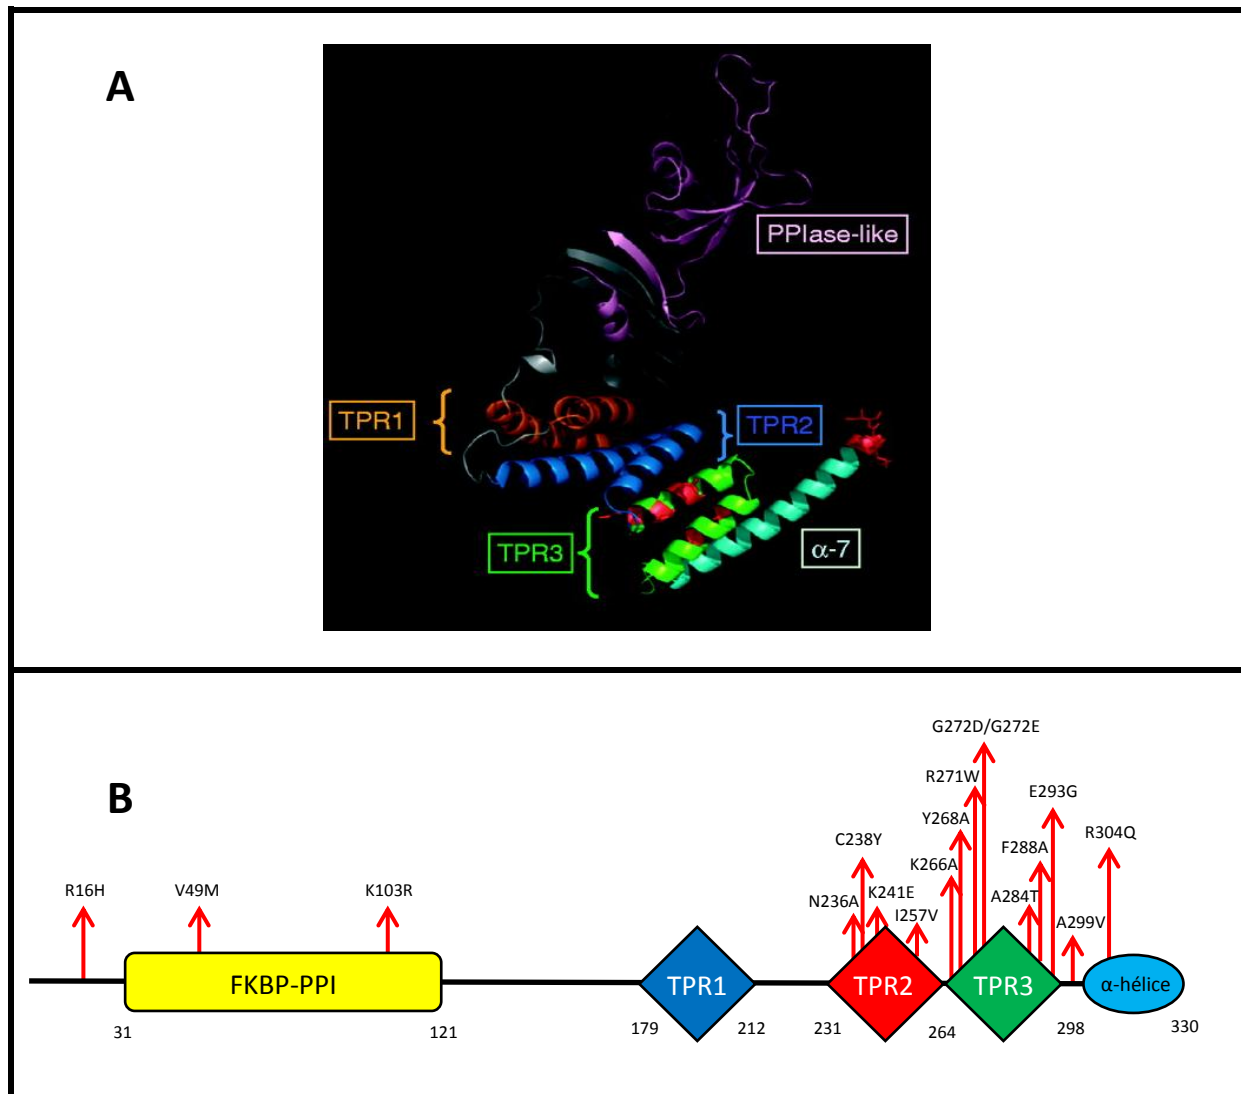 A
PPIase-like
TPR1
TPR2
TPR3
α-7
B
G272D/G272E
R271W
E293G
Y268A
C238Y
R304Q
F288A
K266A
R16H
V49M
K103R
N236A
K241E
A284T
I257V
A299V
FKBP-PPI
TPR1
TPR2
TPR3
α-hélice
31
121
179
212
231
264
298
330